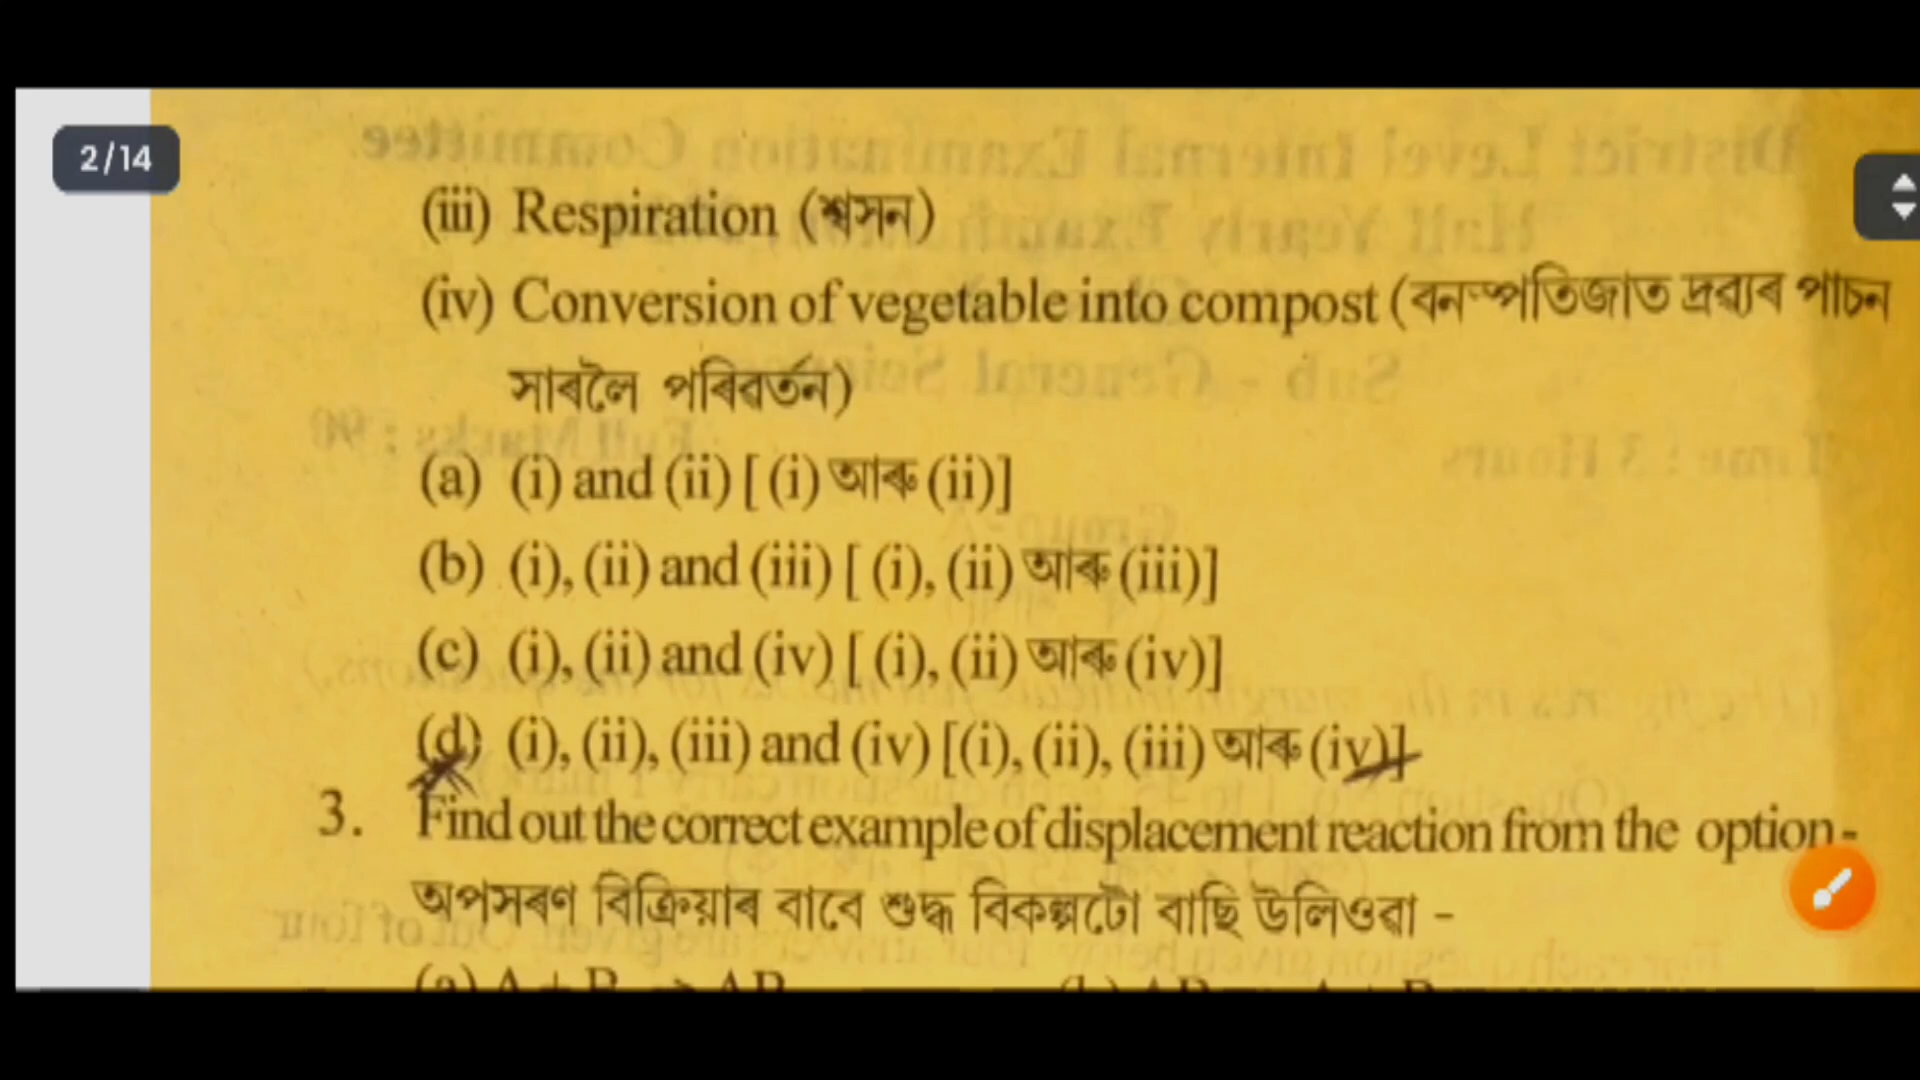 2/14
(iii) Respiration (শ্বসন)
(iv) Conversion of vegetable into compost (বনস্পতিজাত দ্ৰব্যৰ পাচন
সাৰলৈ পৰিৱৰ্তন)
(a) (i) and (ii) [ (i) আৰু (ii)]
(b) (i), (ii) and (iii) [ (i), (ii) আৰু (iii)]
(c) (i), (ii) and (iv) [ (i), (ii) আৰু (iv)]
(d) (i), (ii), (iii) and (iv) [(i), (ii), (iii) আৰু (iv)]
3. Find out the correct example of displacement reaction from the option -
অপসৰণ বিক্ৰিয়াৰ বাবে শুদ্ধ বিকল্পটো বাছি উলিওৱা -